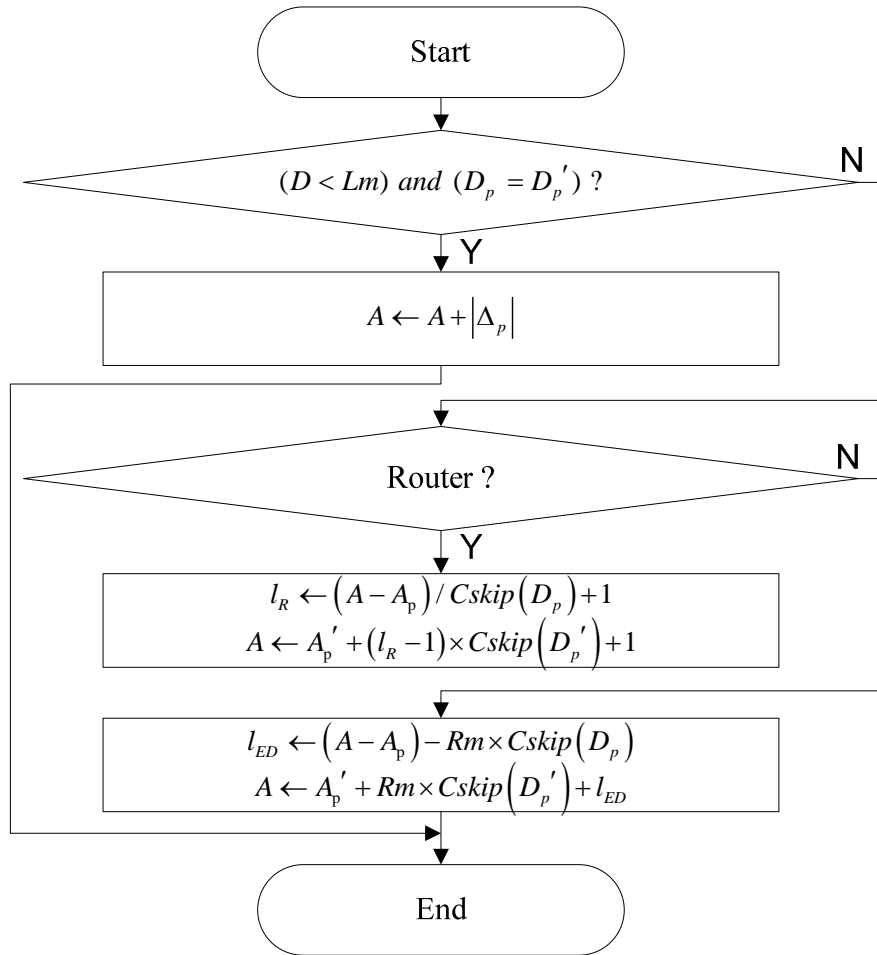 Start
(D < Lm) and (D_p = D_p′) ?
N
Y
A ← A + |Δ_p|
Router ?
N
Y
l_R ← (A − A_p) / Cskip(D_p) + 1
A ← A_p′ + (l_R − 1) × Cskip(D_p′) + 1
l_ED ← (A − A_p) − Rm × Cskip(D_p)
A ← A_p′ + Rm × Cskip(D_p′) + l_ED
End